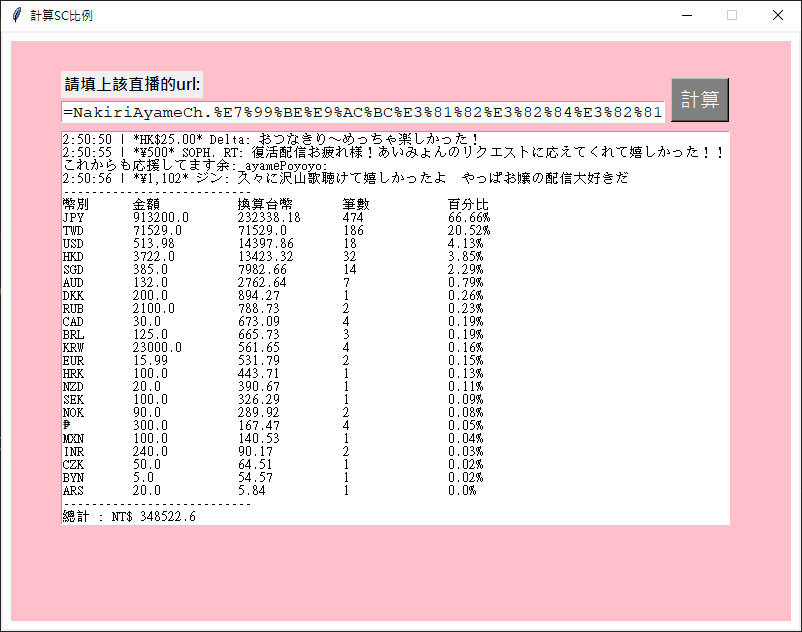 計算SC比例
請填上該直播的url:
=NakiriAyameCh.%E7%99%BE%E9%AC%BC%E3%81%82%E3%82%84%E3%82%81
計算
2:50:50 | *HK$25.00* Delta: おつなきり～めっちゃ楽しかった！
2:50:55 | *¥500* SOPH. RT: 復活配信お疲れ様！あいみょんのリクエストに応えてくれて嬉しかった！！
これからも応援してます余:_ayamePoyoyo:
2:50:56 | *¥1,102* ジン: 久々に沢山歌聴けて嬉しかったよ　やっぱお嬢の配信大好きだ
---------------------------
幣別 金額 換算台幣 筆數 百分比
JPY 913200.0 232338.18 474 66.66%
TWD 71529.0 71529.0 186 20.52%
USD 513.98 14397.86 18 4.13%
HKD 3722.0 13423.32 32 3.85%
SGD 385.0 7982.66 14 2.29%
AUD 132.0 2762.64 7 0.79%
DKK 200.0 894.27 1 0.26%
RUB 2100.0 788.73 2 0.23%
CAD 30.0 673.09 4 0.19%
BRL 125.0 665.73 3 0.19%
KRW 23000.0 561.65 4 0.16%
EUR 15.99 531.79 2 0.15%
HRK 100.0 443.71 1 0.13%
NZD 20.0 390.67 1 0.11%
SEK 100.0 326.29 1 0.09%
NOK 90.0 289.92 2 0.08%
₱ 300.0 167.47 4 0.05%
MXN 100.0 140.53 1 0.04%
INR 240.0 90.17 2 0.03%
CZK 50.0 64.51 1 0.02%
BYN 5.0 54.57 1 0.02%
ARS 20.0 5.84 1 0.0%
---------------------------
總計 : NT$ 348522.6